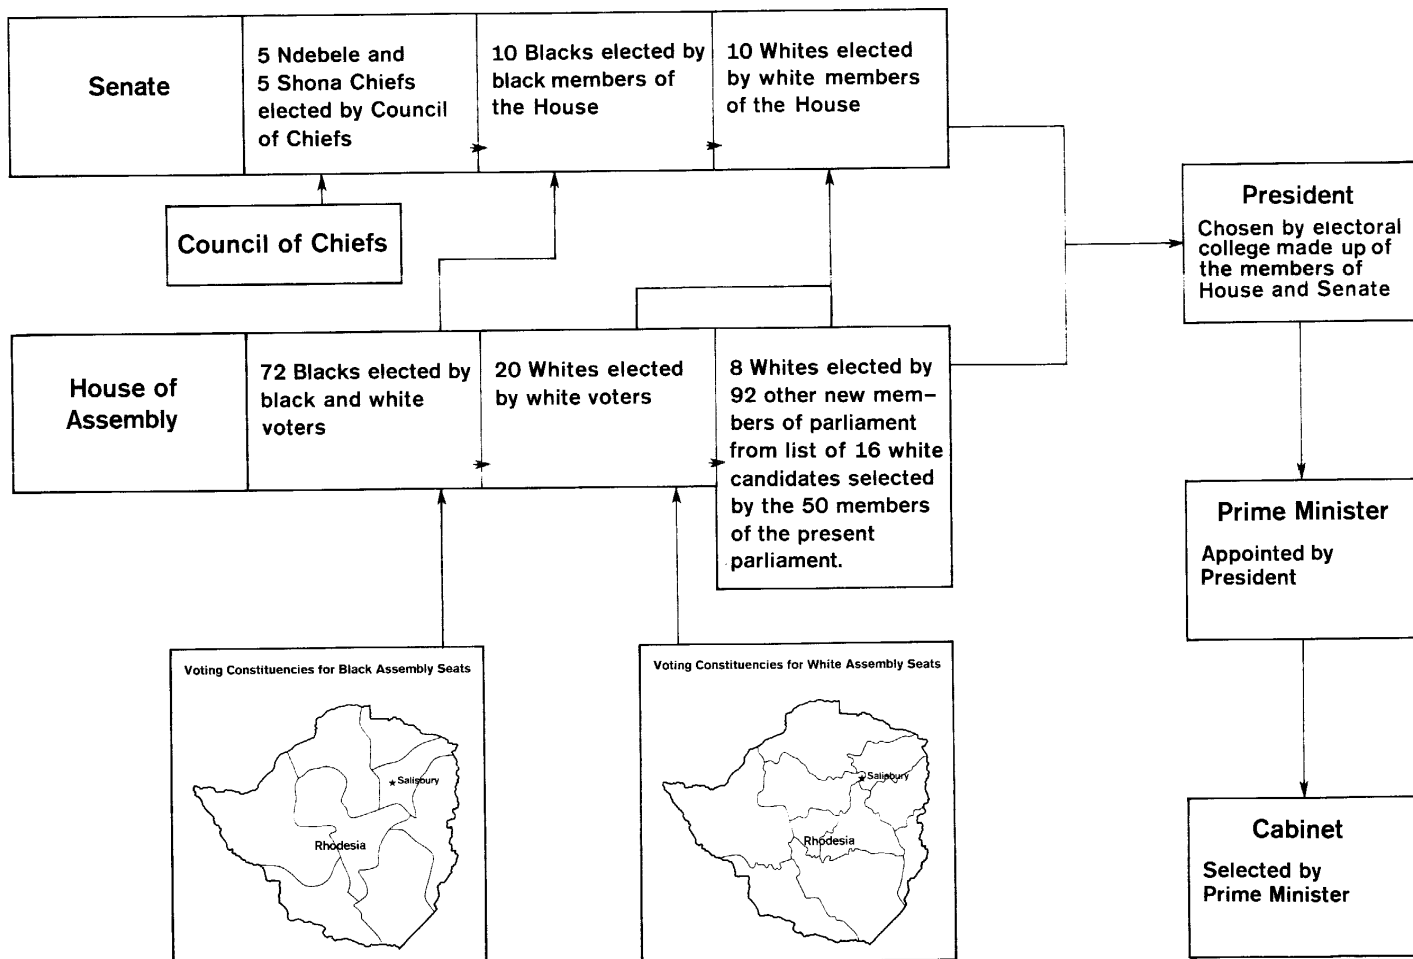 Senate
5 Ndebele and
5 Shona Chiefs
elected by Council
of Chiefs
10 Blacks elected by
black members of
the House
10 Whites elected
by white members
of the House
Council of Chiefs
President
Chosen by electoral
college made up of
the members of
House and Senate
House of
Assembly
72 Blacks elected by
black and white
voters
20 Whites elected
by white voters
8 Whites elected by
92 other new mem–
bers of parliament
from list of 16 white
candidates selected
by the 50 members
of the present
parliament.
Prime Minister
Appointed by
President
Voting Constituencies for Black Assembly Seats
Salisbury
Rhodesia
Voting Constituencies for White Assembly Seats
Salisbury
Rhodesia
Cabinet
Selected by
Prime Minister